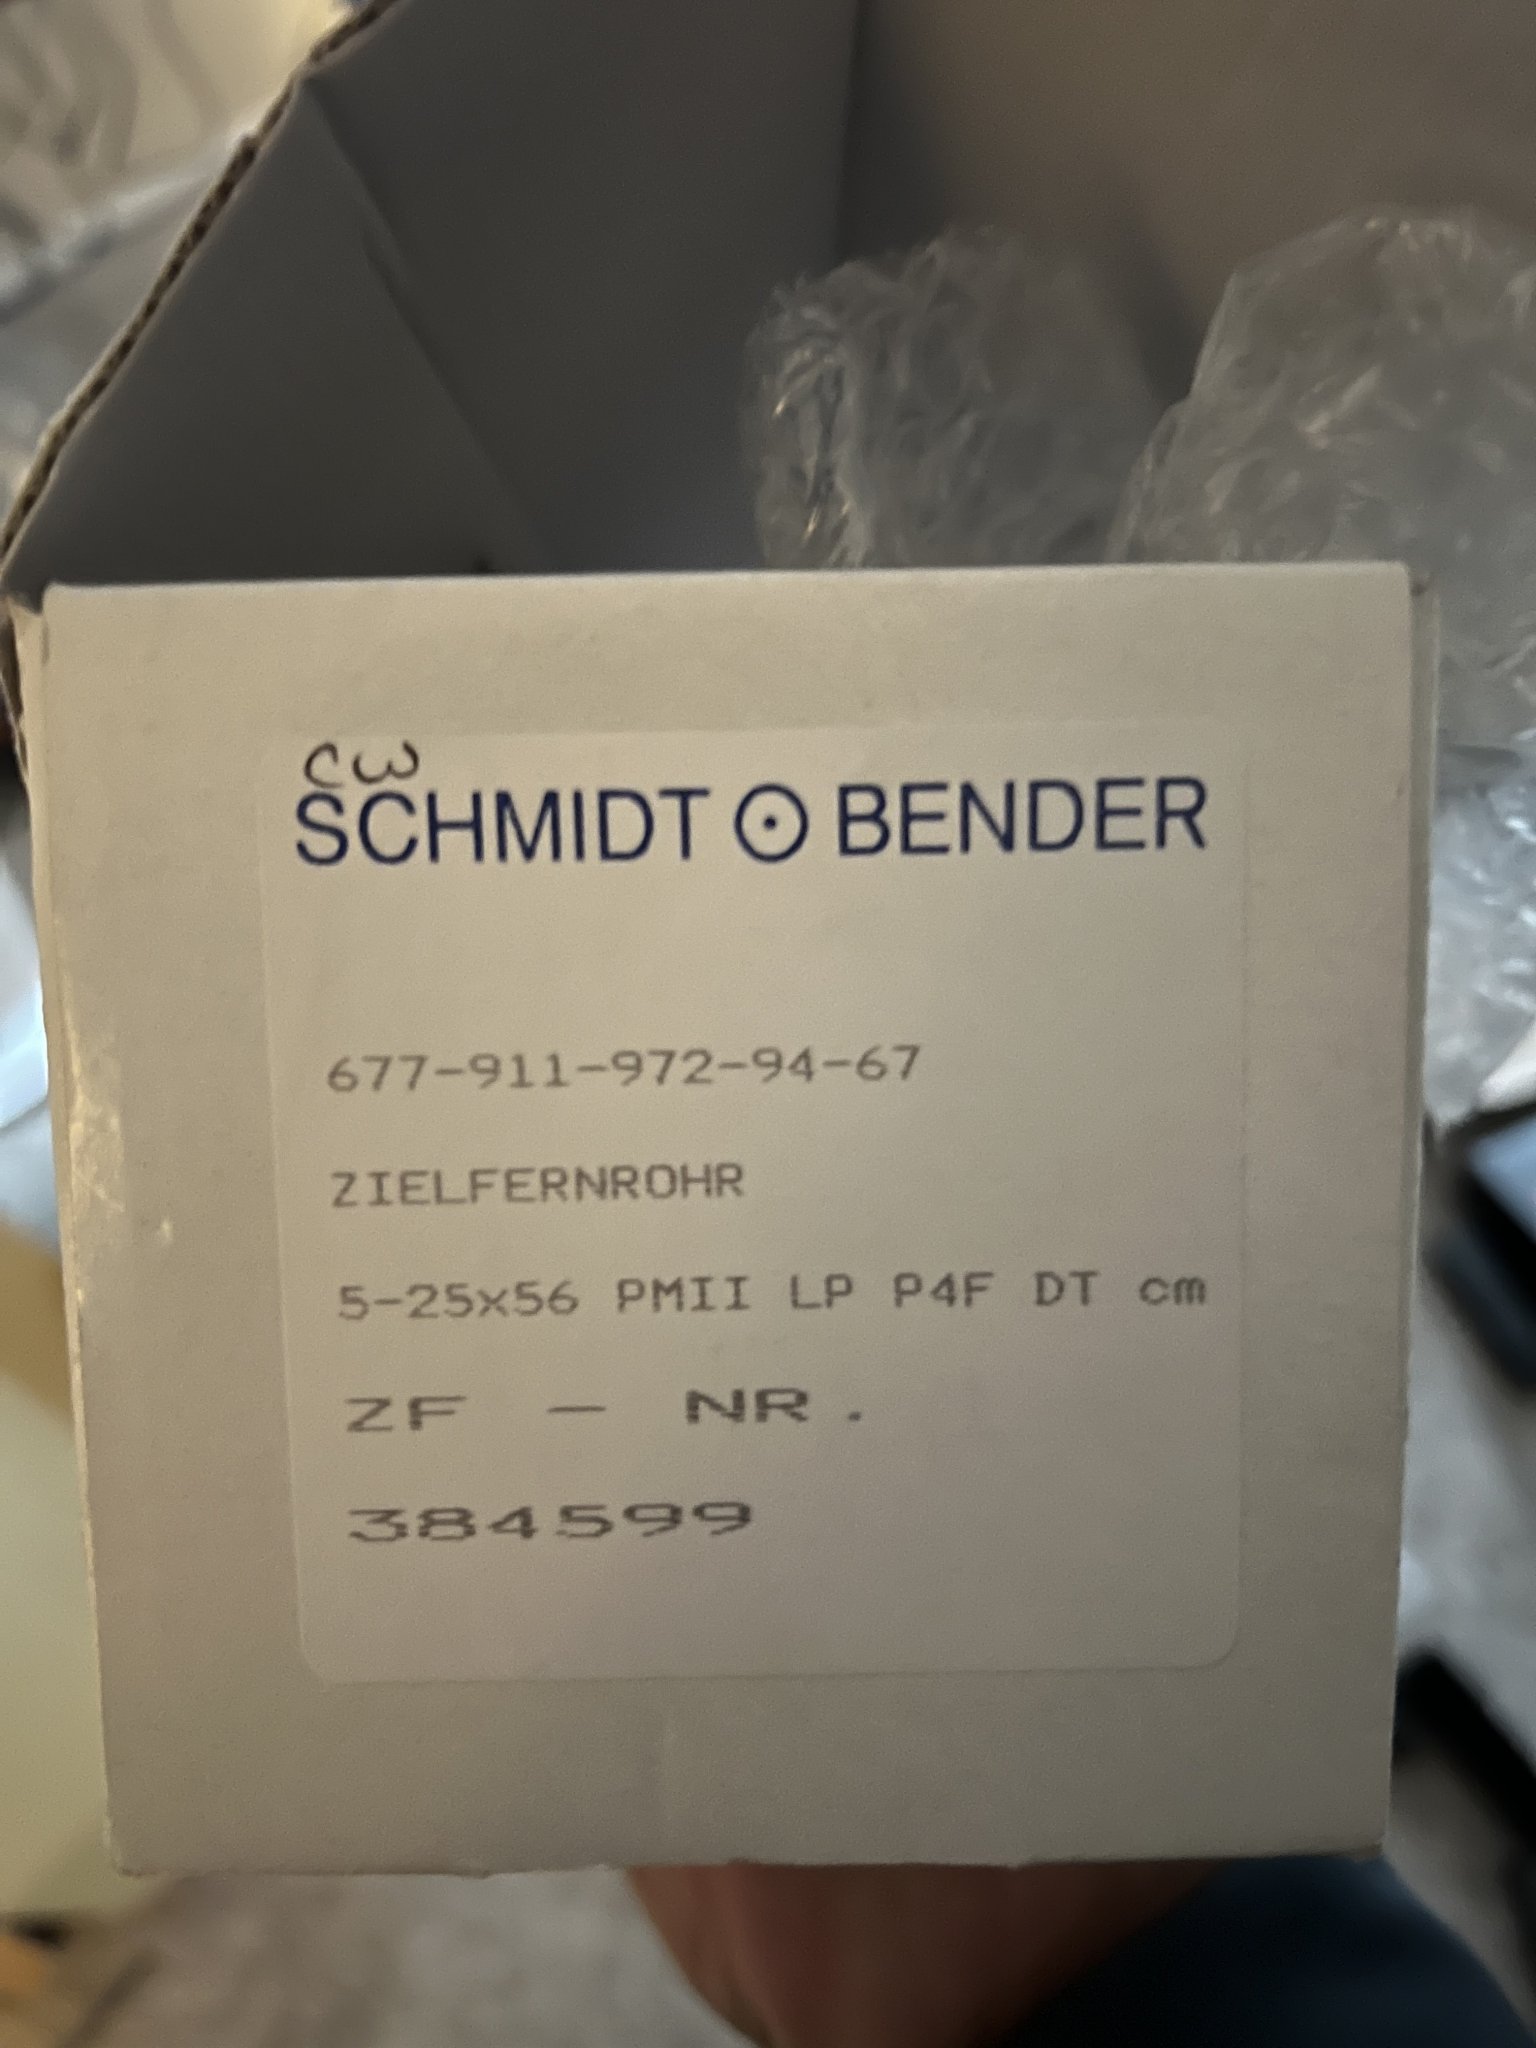 SCHMIDT BENDER
677-911-972-94-67
ZIELFERNROHR
5-25x56 PMII LP P4F DT cm
ZF - NR.
384599